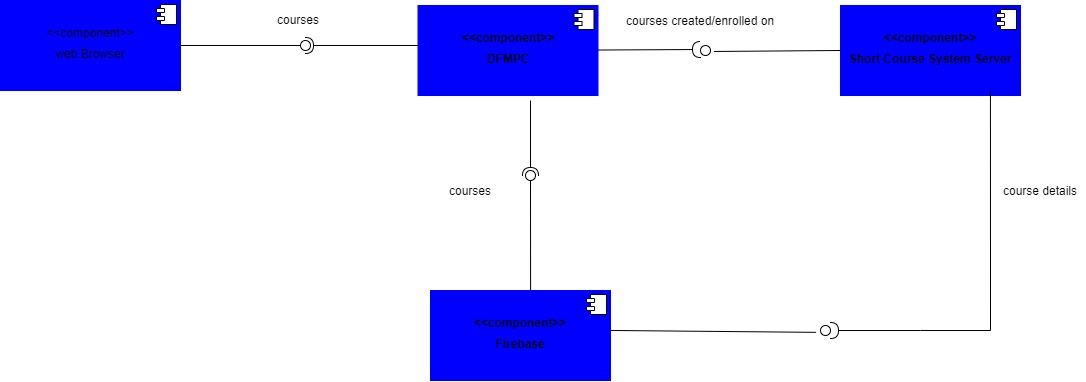 courses
<<component>>
web Browser
<<component>>
DFMPC
courses created/enrolled on
<<component>>
Short Course System Server
courses
course details
<<component>>
Firebase